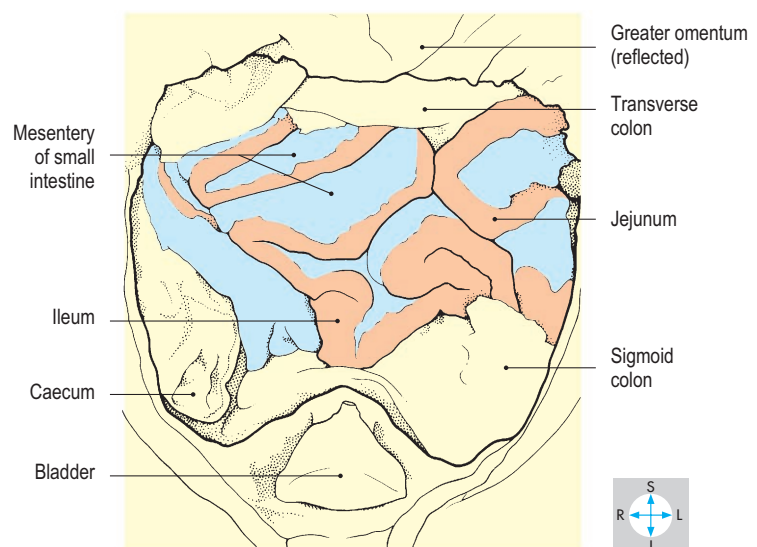 Greater omentum
(reflected)
Transverse
colon
Mesentery
of small
intestine
Jejunum
Ileum
Sigmoid
colon
Caecum
Bladder
S
R L
I